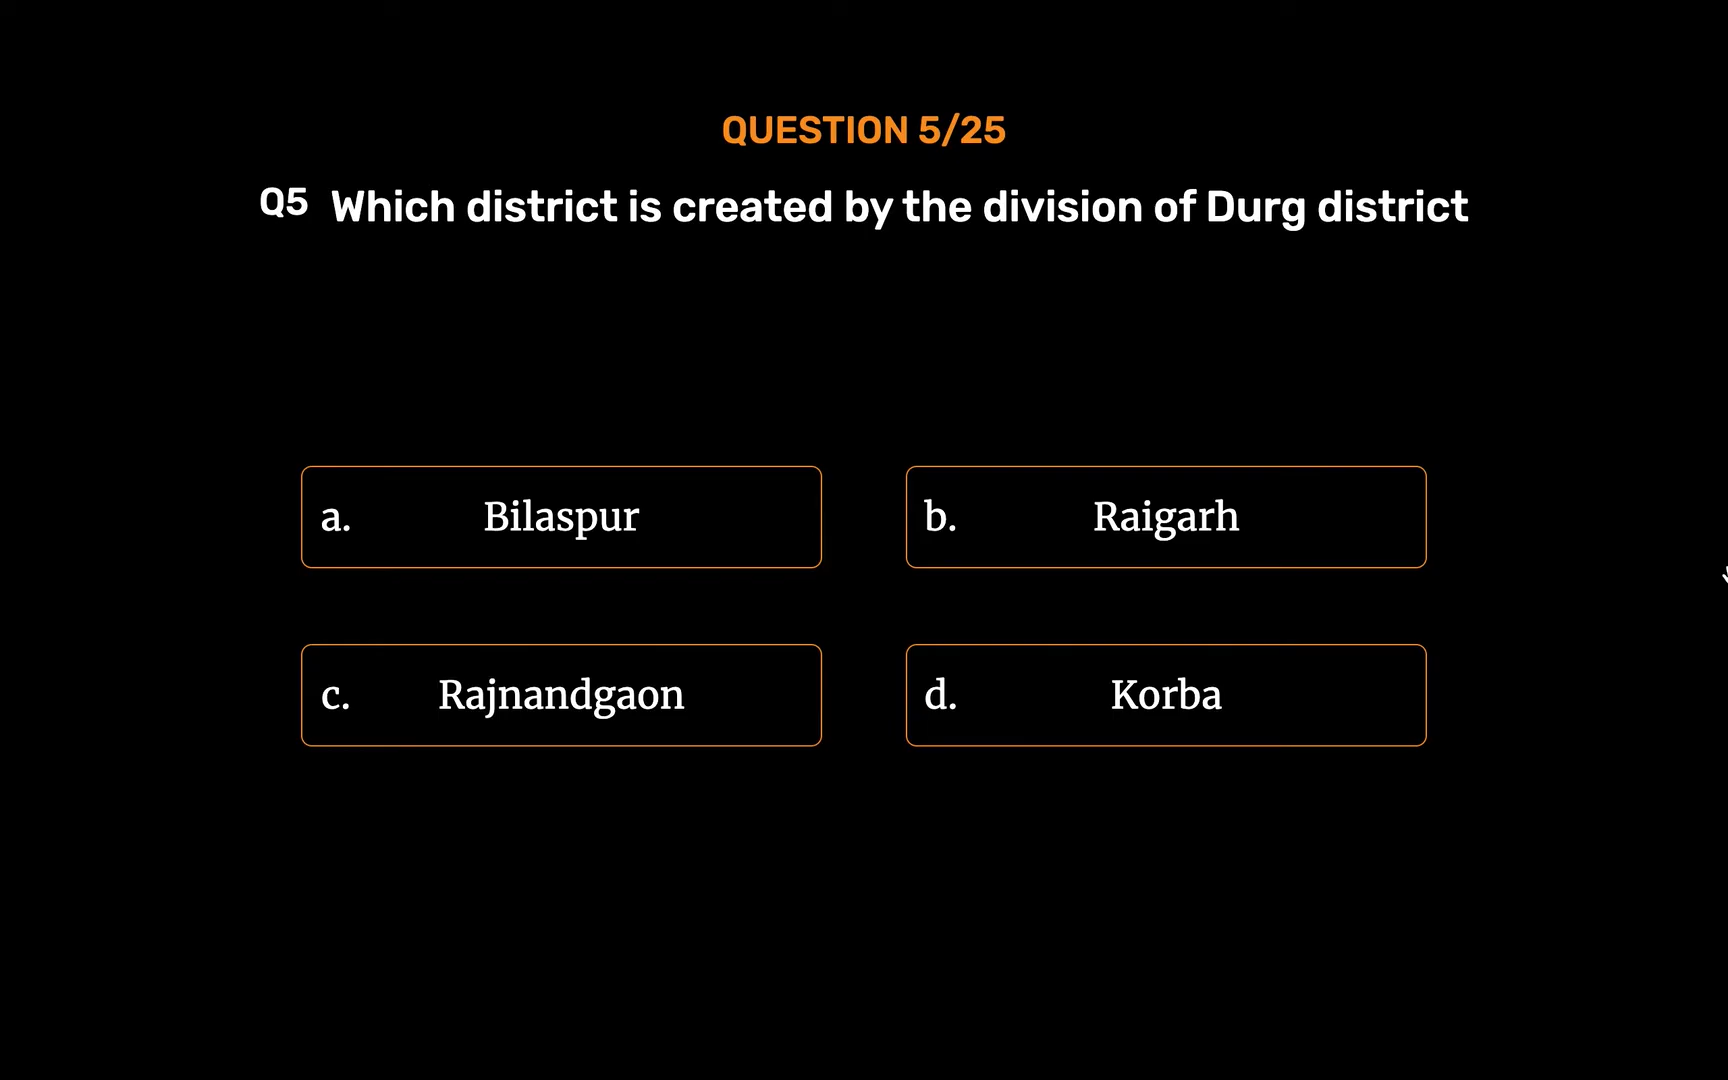 QUESTION 5/25
Q5 Which district is created by the division of Durg district
a. Bilaspur
b. Raigarh
c. Rajnandgaon
d. Korba